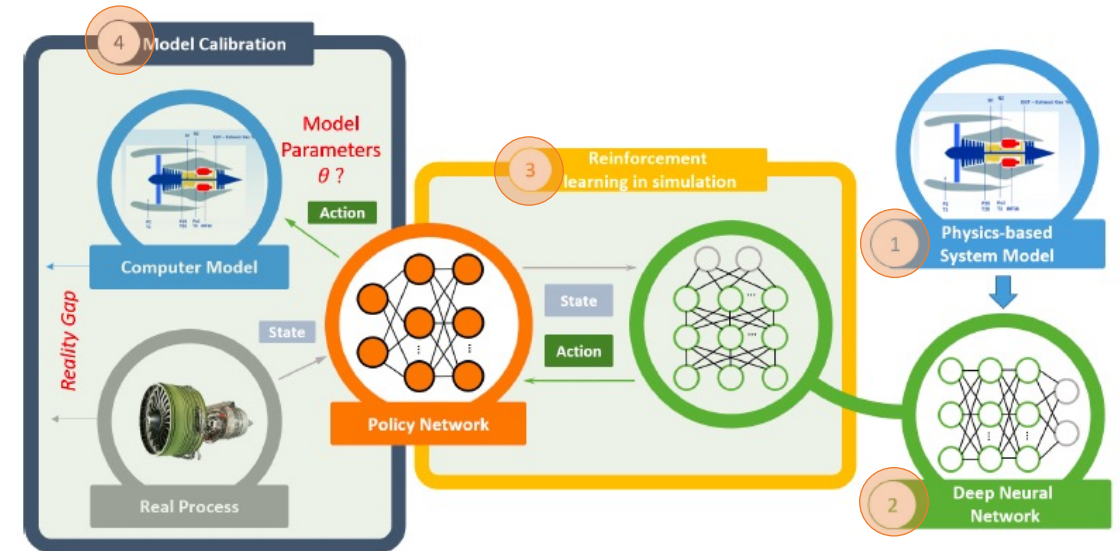 4
Model Calibration
Model
Parameters
θ ?
Action
Computer Model
Reality Gap
State
Real Process
Policy Network
3
Reinforcement
learning in simulation
State
Action
1
Physics-based
System Model
2
Deep Neural
Network